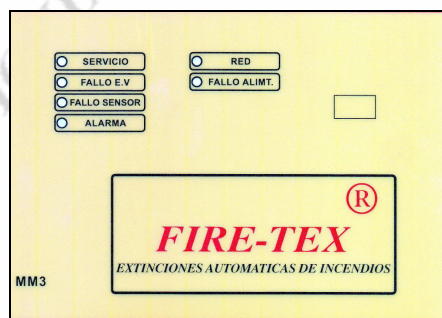 SERVICIO
RED
FALLO E.V
FALLO ALIMT.
FALLO SENSOR
ALARMA
®
FIRE-TEX
EXTINCIONES AUTOMATICAS DE INCENDIOS
MM3